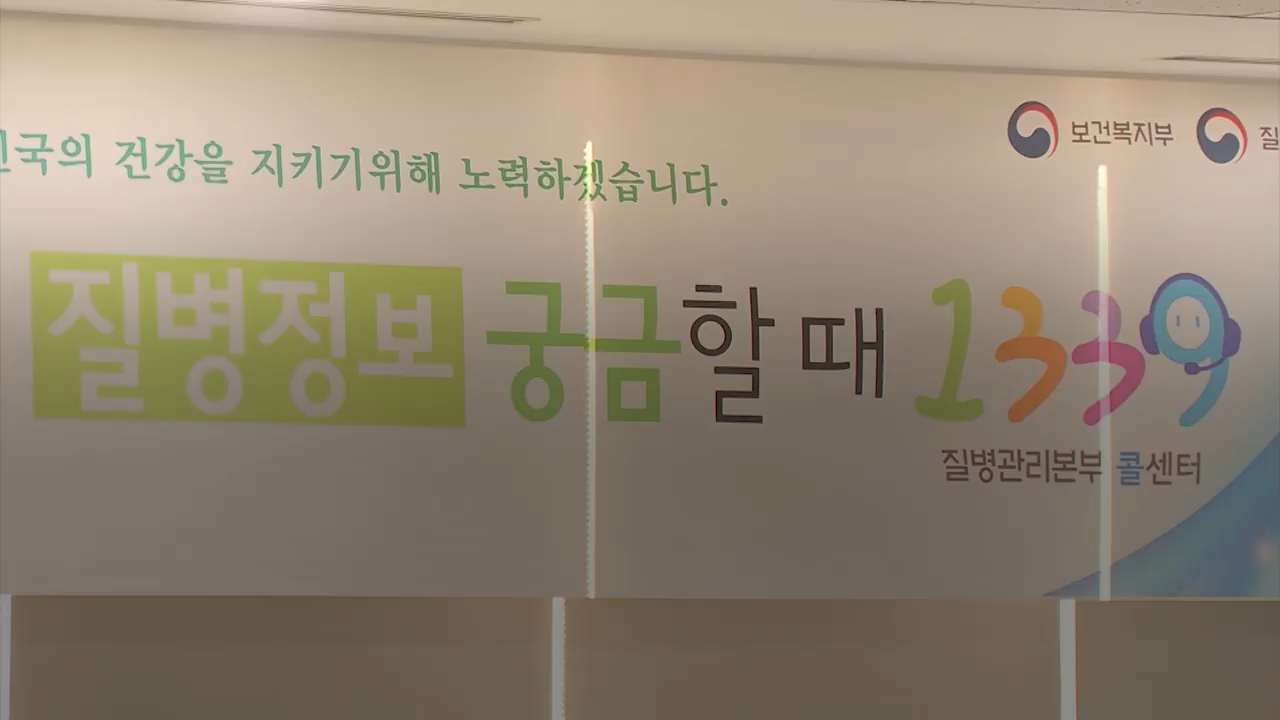 국의 건강을 지키기위해 노력하겠습니다.
보건복지부
질병정보 궁금할 때 1339
질병관리본부 콜센터